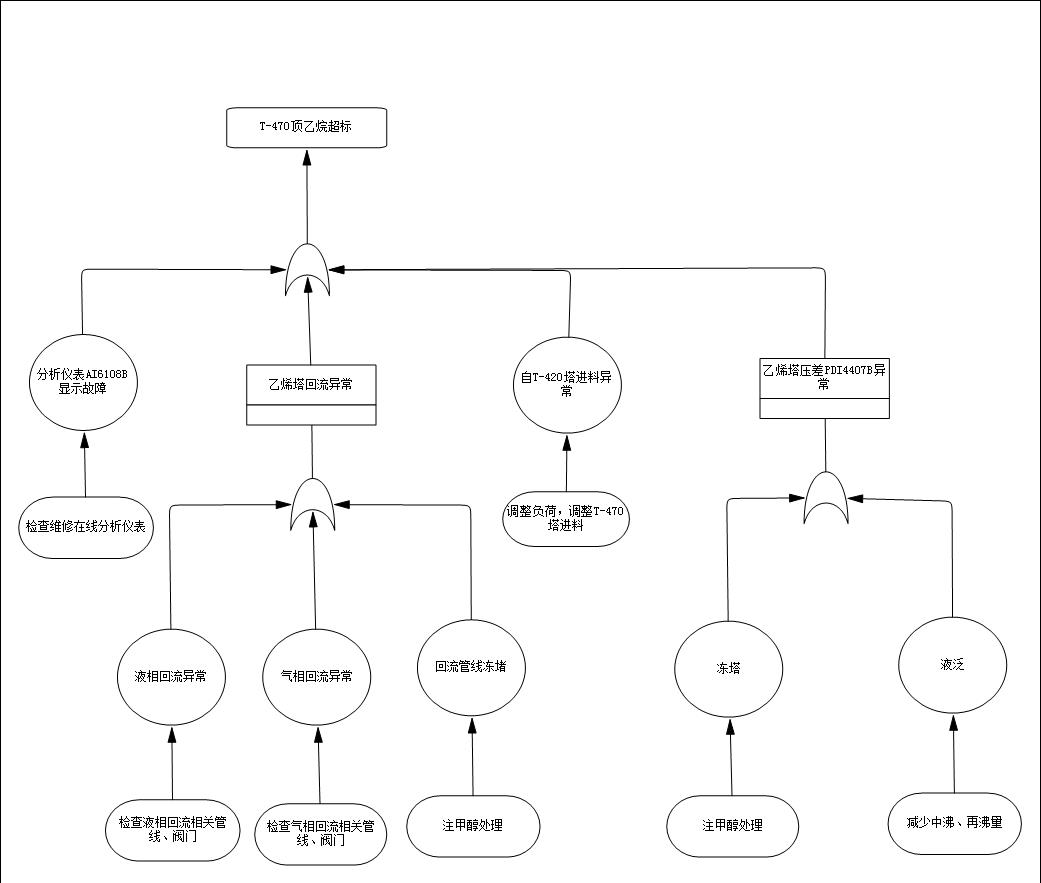 T-470顶乙烷超标
分析仪表AI6108B
显示故障
乙烯塔回流异常
自T-420塔进料异
常
乙烯塔压差PDI4407B异
常
检查维修在线分析仪表
调整负荷，调整T-470
塔进料
液相回流异常
气相回流异常
回流管线冻堵
冻塔
液泛
检查液相回流相关管
线、阀门
检查气相回流相关管
线、阀门
注甲醇处理
注甲醇处理
减少中沸、再沸量